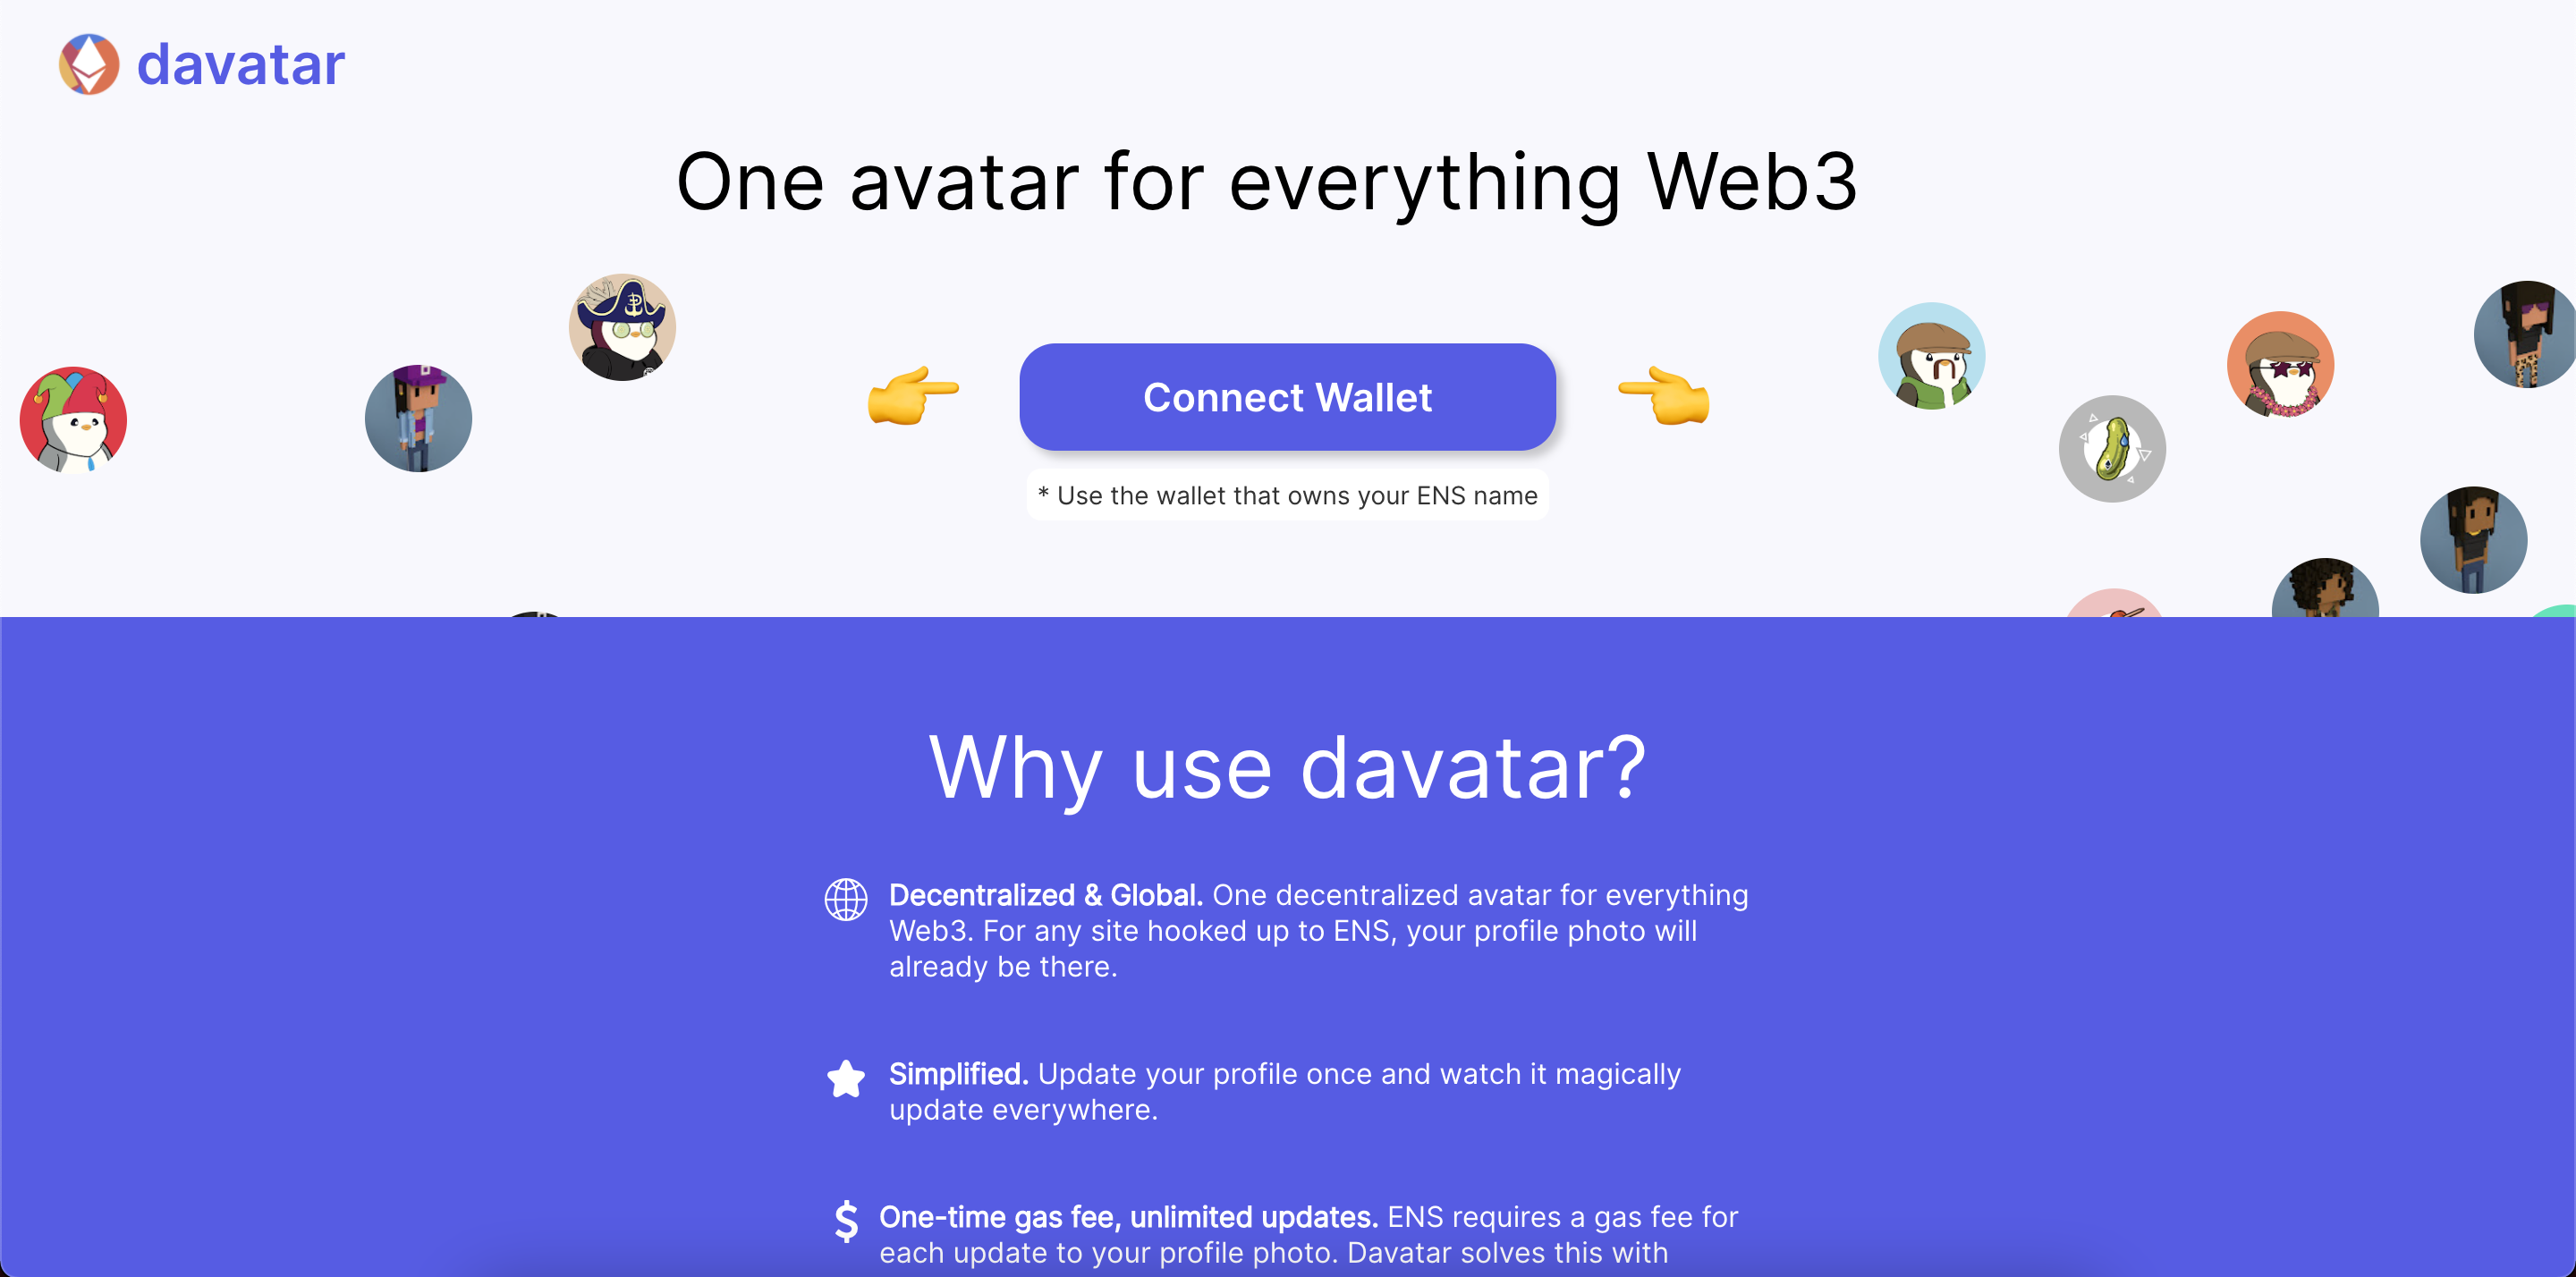 davatar
One avatar for everything Web3
Connect Wallet
* Use the wallet that owns your ENS name
Why use davatar?
Decentralized & Global. One decentralized avatar for everything
Web3. For any site hooked up to ENS, your profile photo will
already be there.
Simplified. Update your profile once and watch it magically
update everywhere.
$ One-time gas fee, unlimited updates. ENS requires a gas fee for
each update to your profile photo. Davatar solves this with